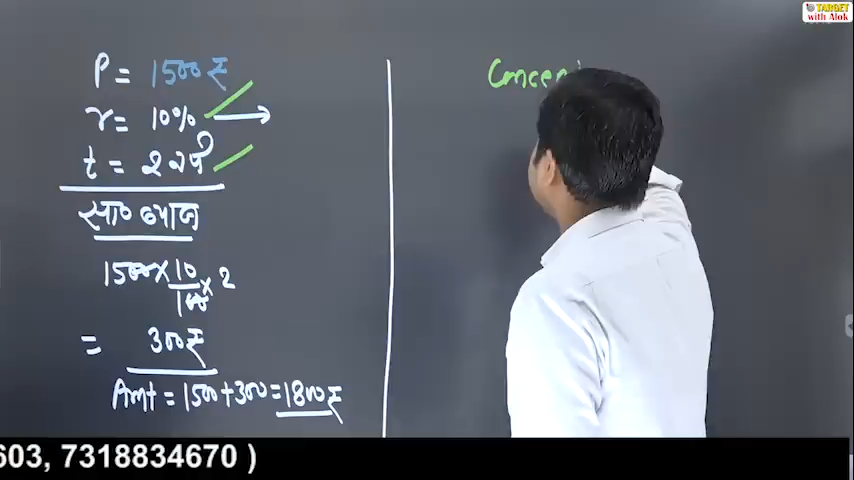 P = 1500 ₹
r = 10%
t = 2 वर्ष
सा० ब्याज
1500 × 10/100 × 2
= 300 ₹
Amt = 1500 + 300 = 1800 ₹
TARGET
with Alok
603, 7318834670 )